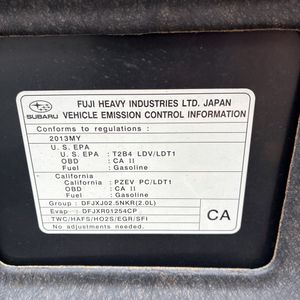 FUJI HEAVY INDUSTRIES LTD. JAPAN
SUBARU VEHICLE EMISSION CONTROL INFORMATION
Conforms to regulations :
2013MY
U. S. EPA
U. S. EPA : T2B4 LDV/LDT1
OBD : CA II
Fuel : Gasoline
California
California : PZEV PC/LDT1
OBD : CA II
Fuel : Gasoline
Group : DFJXJ02.5NKR(2.0L)
Evap : DFJXR01254CP
TWC/HAFS/HO2S/EGR/SFI
No adjustments needed.
CA